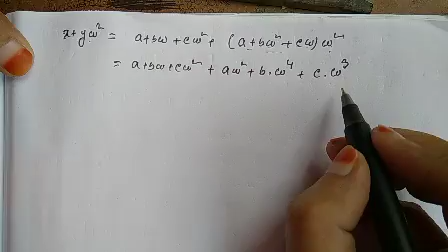 x+yω² = a+bω+cω² + (a+bω²+cω)ω²
= a+bω+cω² + aω² + b·ω⁴ + c·ω³